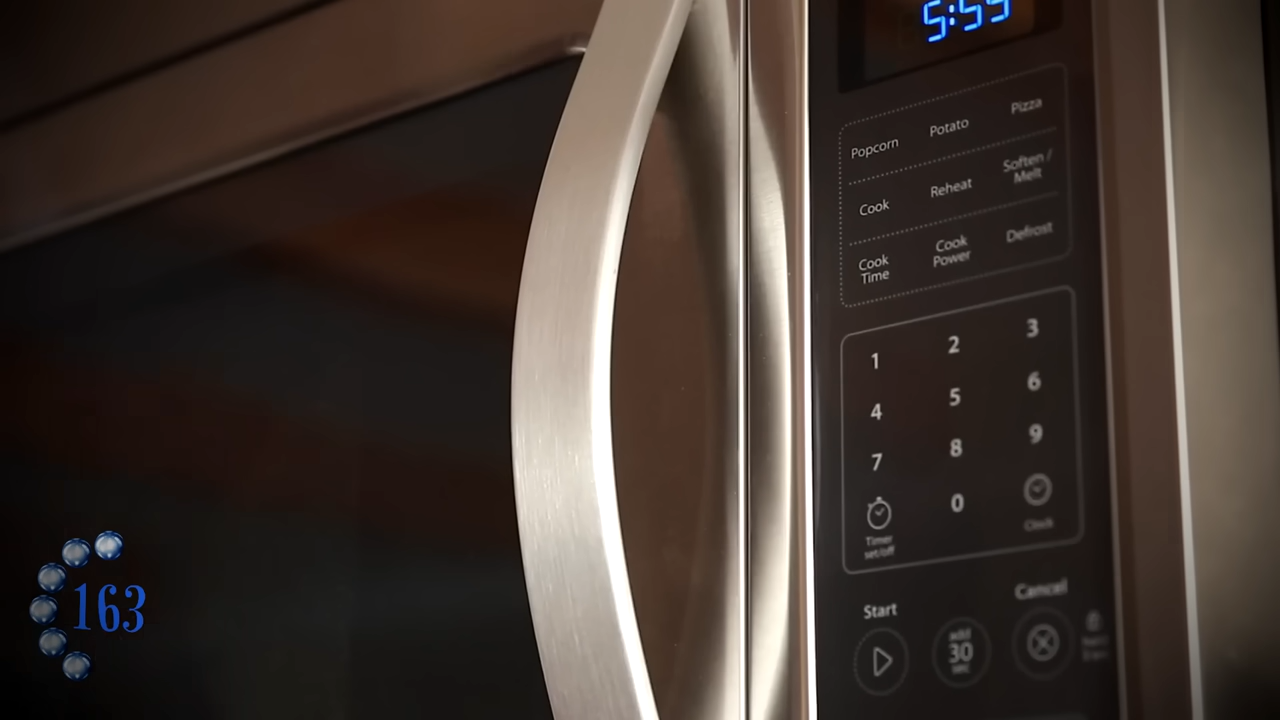 5:59
Popcorn Potato Pizza
Cook Reheat Soften /
Melt
Cook
Time
Cook
Power
Defrost
1 2 3
4 5 6
7 8 9
0
Timer
set/off
Clock
Start
Cancel
add
30
sec
163